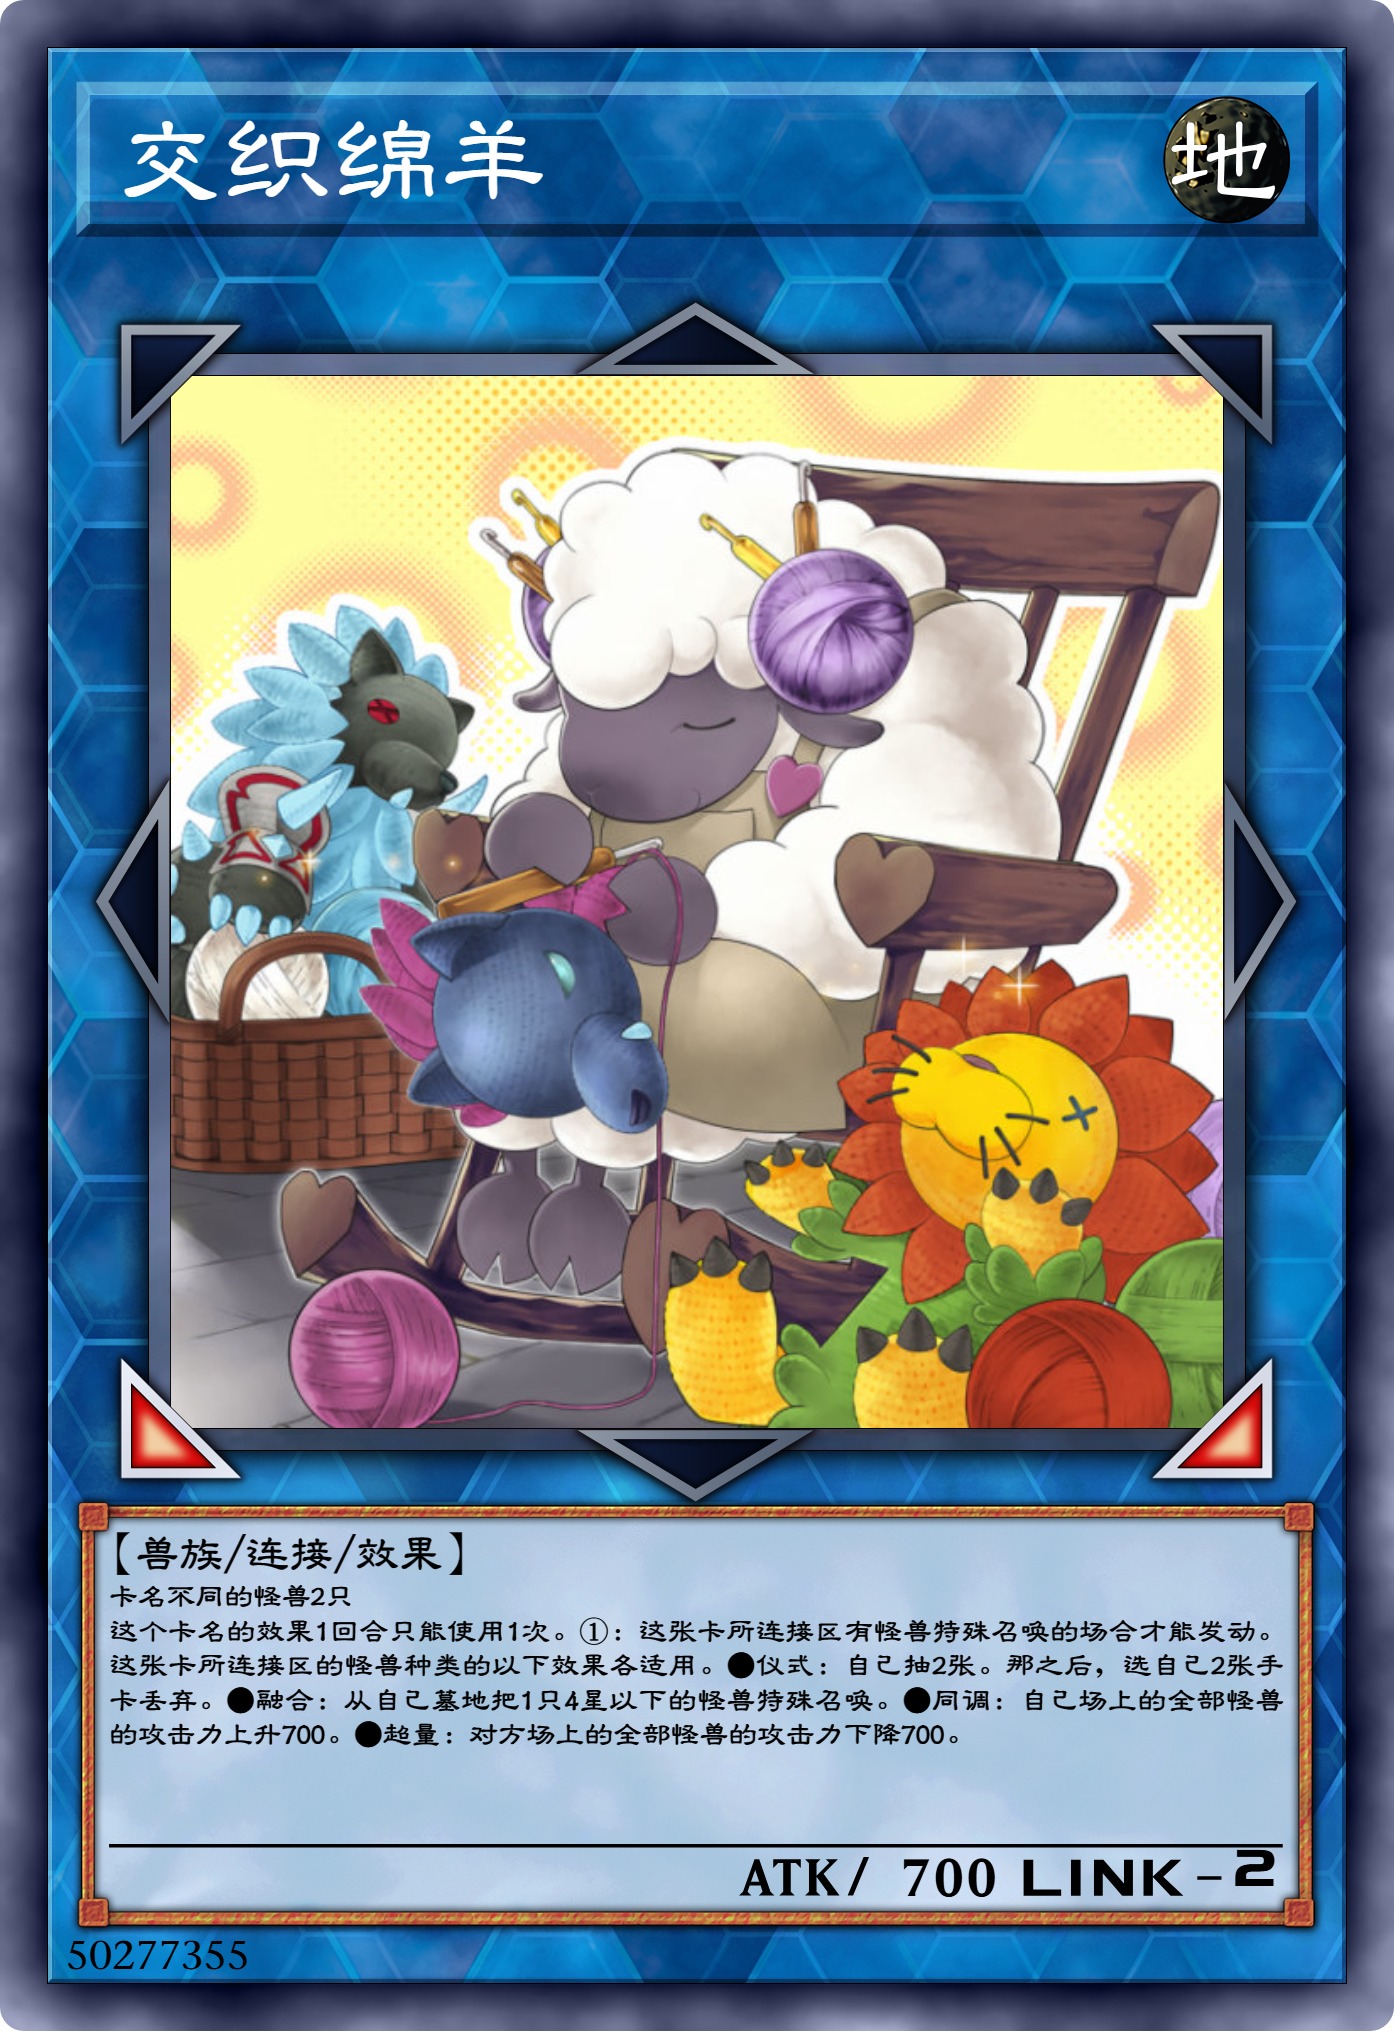 交织绵羊
地
【兽族/连接/效果】
卡名不同的怪兽2只
这个卡名的效果1回合只能使用1次。①：这张卡所连接区有怪兽特殊召唤的场合才能发动。
这张卡所连接区的怪兽种类的以下效果各适用。●仪式：自己抽2张。那之后，选自己2张手
卡丢弃。●融合：从自己墓地把1只4星以下的怪兽特殊召唤。●同调：自己场上的全部怪兽
的攻击力上升700。●超量：对方场上的全部怪兽的攻击力下降700。
ATK/ 700 LINK-2
50277355